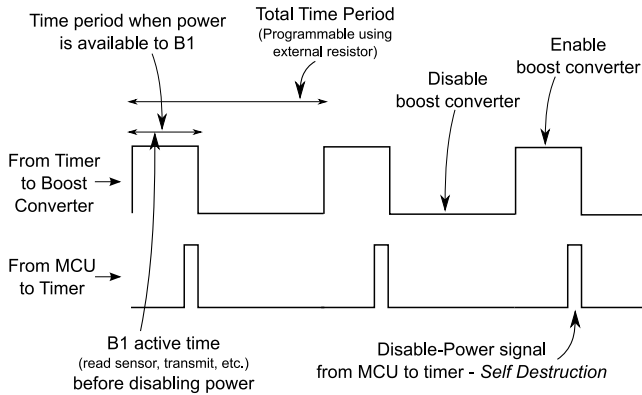 Time period when power
is available to B1
Total Time Period
(Programmable using
external resistor)
Disable
boost converter
Enable
boost converter
From Timer
to Boost
Converter
From MCU
to Timer
B1 active time
(read sensor, transmit, etc.)
before disabling power
Disable-Power signal
from MCU to timer - Self Destruction